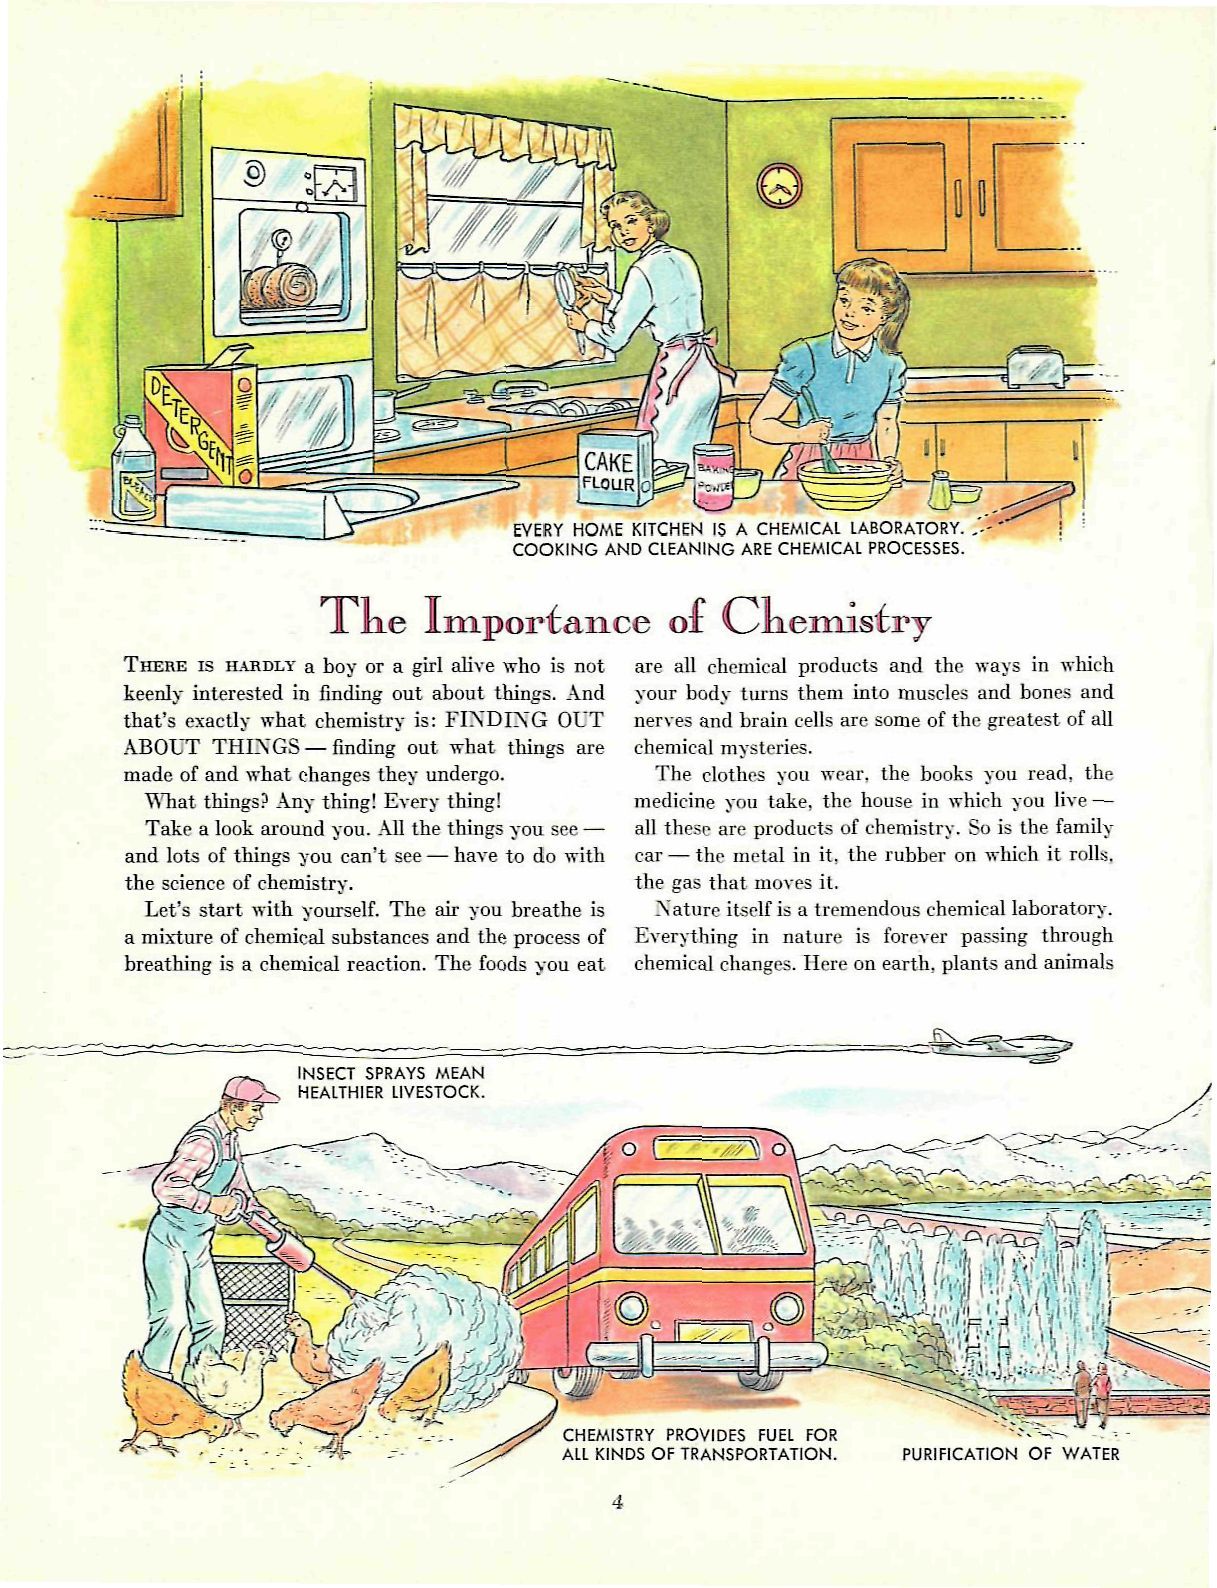 DETERGENT
BLEACH
CAKE
FLOUR
BAKING
POWDER
EVERY HOME KITCHEN IS A CHEMICAL LABORATORY.
COOKING AND CLEANING ARE CHEMICAL PROCESSES.
The Importance of Chemistry
THERE IS HARDLY a boy or a girl alive who is not
keenly interested in finding out about things. And
that's exactly what chemistry is: FINDING OUT
ABOUT THINGS — finding out what things are
made of and what changes they undergo.
What things? Any thing! Every thing!
Take a look around you. All the things you see —
and lots of things you can't see — have to do with
the science of chemistry.
Let's start with yourself. The air you breathe is
a mixture of chemical substances and the process of
breathing is a chemical reaction. The foods you eat
are all chemical products and the ways in which
your body turns them into muscles and bones and
nerves and brain cells are some of the greatest of all
chemical mysteries.
The clothes you wear, the books you read, the
medicine you take, the house in which you live —
all these are products of chemistry. So is the family
car — the metal in it, the rubber on which it rolls,
the gas that moves it.
Nature itself is a tremendous chemical laboratory.
Everything in nature is forever passing through
chemical changes. Here on earth, plants and animals
INSECT SPRAYS MEAN
HEALTHIER LIVESTOCK.
CHEMISTRY PROVIDES FUEL FOR
ALL KINDS OF TRANSPORTATION.
PURIFICATION OF WATER
4